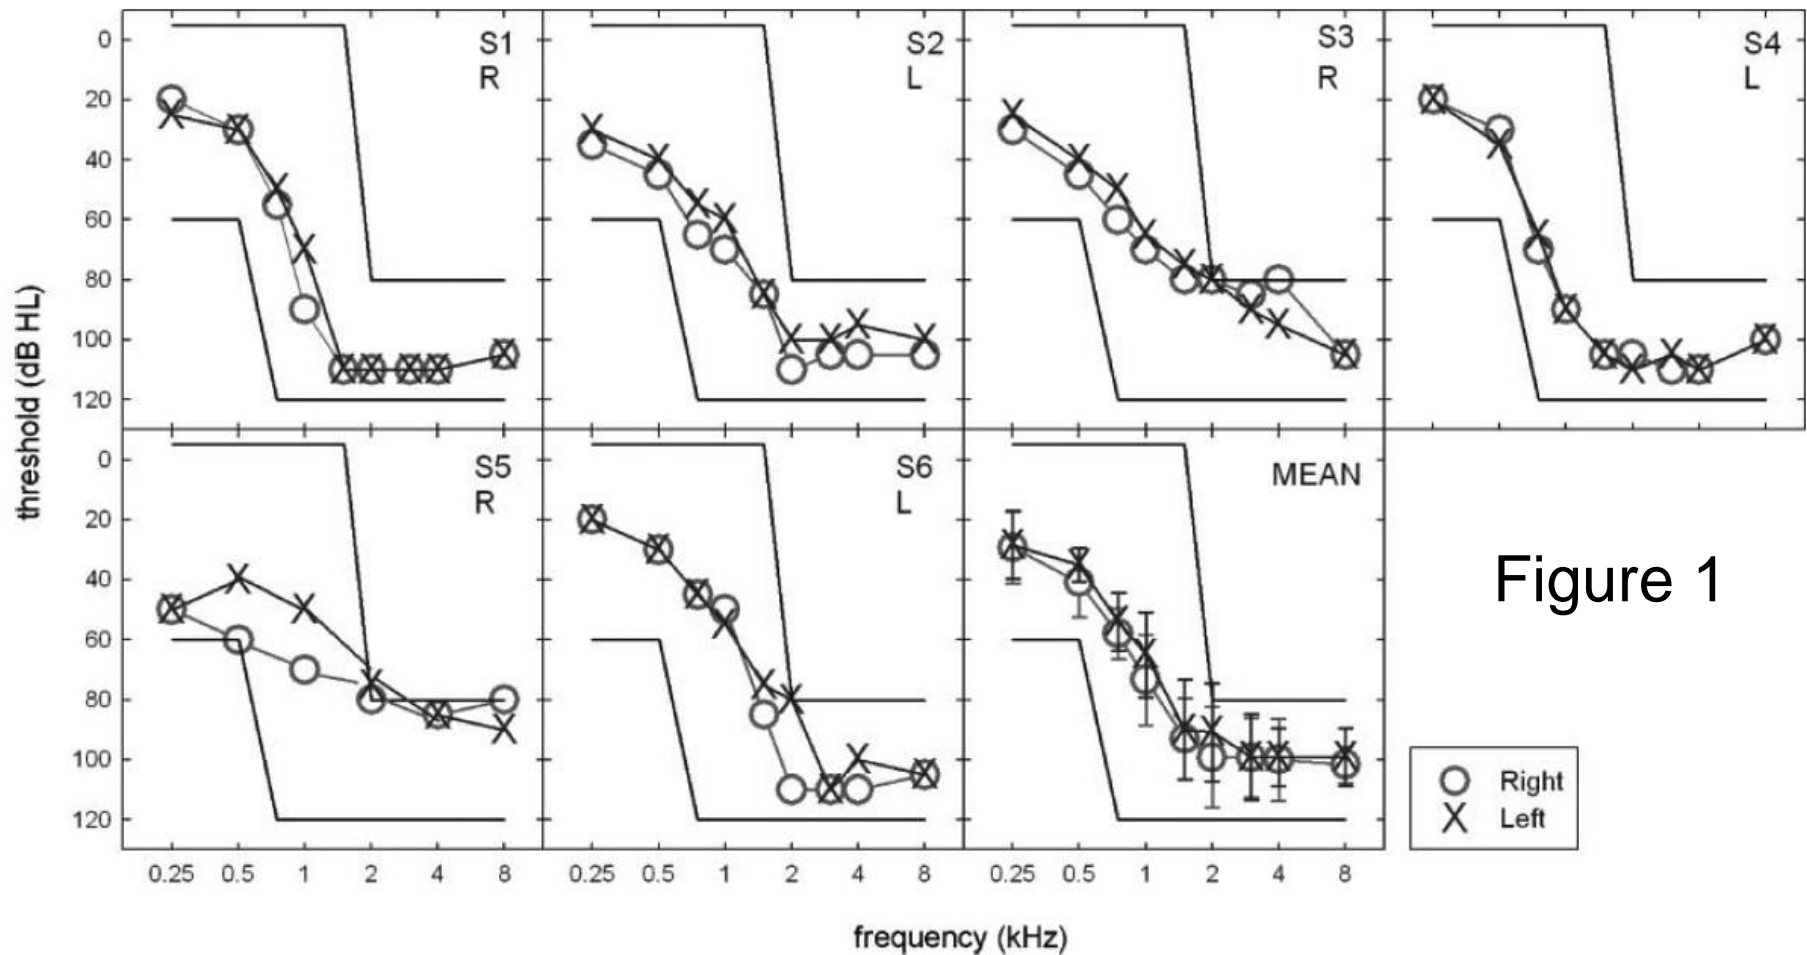 S1
R
S2
L
S3
R
S4
L
0
20
40
60
80
100
120
threshold (dB HL)
S5
R
S6
L
MEAN
0
20
40
60
80
100
120
Figure 1
Right
Left
0.25 0.5 1 2 4 8
0.25 0.5 1 2 4 8
0.25 0.5 1 2 4 8
frequency (kHz)